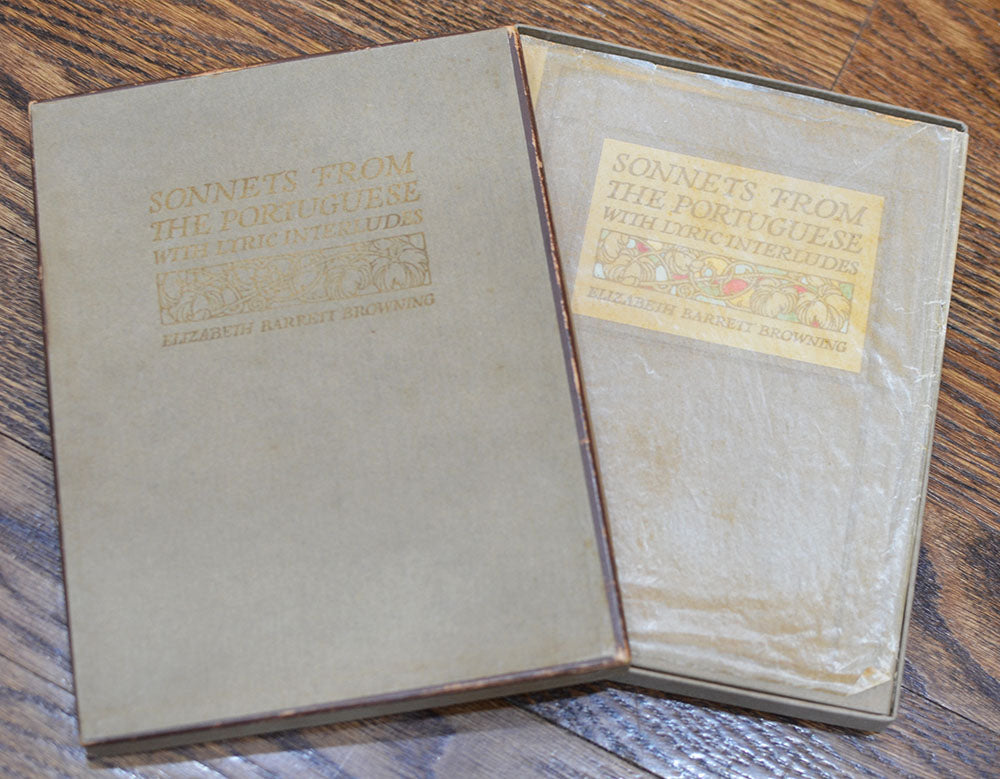 SONNETS FROM
THE PORTUGUESE
WITH LYRIC INTERLUDES
ELIZABETH BARRETT BROWNING
SONNETS FROM
THE PORTUGUESE
WITH LYRIC INTERLUDES
ELIZABETH BARRETT BROWNING